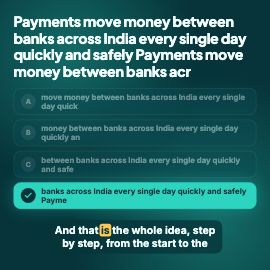 Payments move money between
banks across India every single day
quickly and safely Payments move
money between banks acr
A
move money between banks across India every single
day quick
B
money between banks across India every single day
quickly an
C
between banks across India every single day quickly
and safe
banks across India every single day quickly and safely
Payme
And that is the whole idea, step
by step, from the start to the